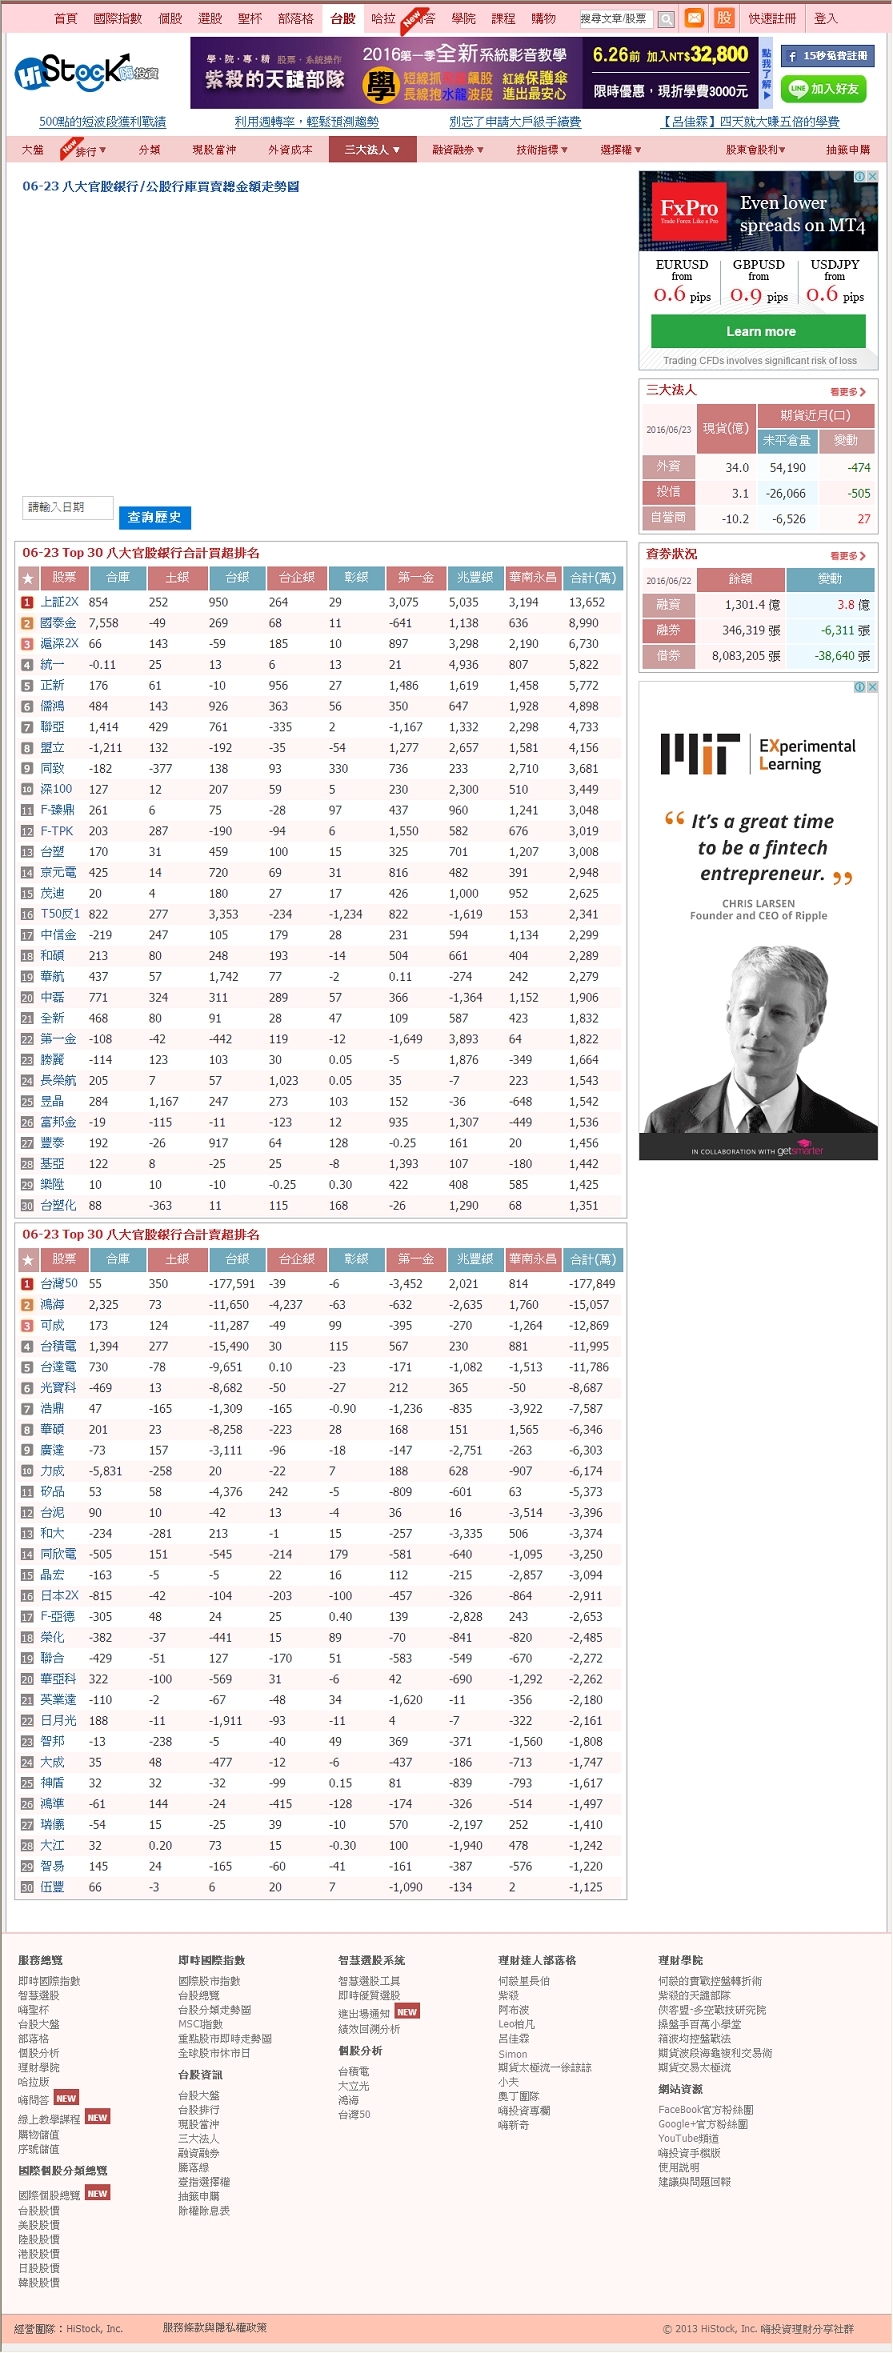 首頁 國際指數 個股 選股 聖杯 部落格 台股 哈拉 New 問答 學院 課程 購物 搜尋文章/股票 股 快速註冊 登入
HiStock 嗨投資
學・院・專・精 股票・系統操作
紫殺的天謎部隊
2016第一季全新系統影音教學
學 短線抓飆股 紅綠保護傘
長線抱水龍波段 進出最安心
6.26前 加入NT$32,800
限時優惠，現折學費3000元
點我了解
f 15秒免費註冊
LINE 加入好友
500點的短波段獲利戰績 利用週轉率，輕鬆預測趨勢 別忘了申請大戶級手續費 【呂佳霖】四天就大賺五倍的學費
大盤 New 排行▼ 分類 現股當沖 外資成本 三大法人▼ 融資融券▼ 技術指標▼ 選擇權▼ 股東會股利▼ 抽籤申購
06-23 八大官股銀行/公股行庫買賣總金額走勢圖
請輸入日期 查詢歷史
06-23 Top 30 八大官股銀行合計買超排名
★ 股票 合庫 土銀 台銀 台企銀 彰銀 第一金 兆豐銀 華南永昌 合計(萬)
1 上証2X 854 252 950 264 29 3,075 5,035 3,194 13,652
2 國泰金 7,558 -49 269 68 11 -641 1,138 636 8,990
3 滬深2X 66 143 -59 185 10 897 3,298 2,190 6,730
4 統一 -0.11 25 13 6 13 21 4,936 807 5,822
5 正新 176 61 -10 956 27 1,486 1,619 1,458 5,772
6 儒鴻 484 143 926 363 56 350 647 1,928 4,898
7 聯亞 1,414 429 761 -335 2 -1,167 1,332 2,298 4,733
8 盟立 -1,211 132 -192 -35 -54 1,277 2,657 1,581 4,156
9 同致 -182 -377 138 93 330 736 233 2,710 3,681
10 深100 127 12 207 59 5 230 2,300 510 3,449
11 F-臻鼎 261 6 75 -28 97 437 960 1,241 3,048
12 F-TPK 203 287 -190 -94 6 1,550 582 676 3,019
13 台塑 170 31 459 100 15 325 701 1,207 3,008
14 京元電 425 14 720 69 31 816 482 391 2,948
15 茂迪 20 4 180 27 17 426 1,000 952 2,625
16 T50反1 822 277 3,353 -234 -1,234 822 -1,619 153 2,341
17 中信金 -219 247 105 179 28 231 594 1,134 2,299
18 和碩 213 80 248 193 -14 504 661 404 2,289
19 華航 437 57 1,742 77 -2 0.11 -274 242 2,279
20 中磊 771 324 311 289 57 366 -1,364 1,152 1,906
21 全新 468 80 91 28 47 109 587 423 1,832
22 第一金 -108 -42 -442 119 -12 -1,649 3,893 64 1,822
23 勝麗 -114 123 103 30 0.05 -5 1,876 -349 1,664
24 長榮航 205 7 57 1,023 0.05 35 -7 223 1,543
25 昱晶 284 1,167 247 273 103 152 -36 -648 1,542
26 富邦金 -19 -115 -11 -123 12 935 1,307 -449 1,536
27 豐泰 192 -26 917 64 128 -0.25 161 20 1,456
28 基亞 122 8 -25 25 -8 1,393 107 -180 1,442
29 樂陞 10 10 -10 -0.25 0.30 422 408 585 1,425
30 台塑化 88 -363 11 115 168 -26 1,290 68 1,351
06-23 Top 30 八大官股銀行合計賣超排名
★ 股票 合庫 土銀 台銀 台企銀 彰銀 第一金 兆豐銀 華南永昌 合計(萬)
1 台灣50 55 350 -177,591 -39 -6 -3,452 2,021 814 -177,849
2 鴻海 2,325 73 -11,650 -4,237 -63 -632 -2,635 1,760 -15,057
3 可成 173 124 -11,287 -49 99 -395 -270 -1,264 -12,869
4 台積電 1,394 277 -15,490 30 115 567 230 881 -11,995
5 台達電 730 -78 -9,651 0.10 -23 -171 -1,082 -1,513 -11,786
6 光寶科 -469 13 -8,682 -50 -27 212 365 -50 -8,687
7 浩鼎 47 -165 -1,309 -165 -0.90 -1,236 -835 -3,922 -7,587
8 華碩 201 23 -8,258 -223 28 168 151 1,565 -6,346
9 廣達 -73 157 -3,111 -96 -18 -147 -2,751 -263 -6,303
10 力成 -5,831 -258 20 -22 7 188 628 -907 -6,174
11 矽品 53 58 -4,376 242 -5 -809 -601 63 -5,373
12 台泥 90 10 -42 13 -4 36 16 -3,514 -3,396
13 和大 -234 -281 213 -1 15 -257 -3,335 506 -3,374
14 同欣電 -505 151 -545 -214 179 -581 -640 -1,095 -3,250
15 晶宏 -163 -5 -5 22 16 112 -215 -2,857 -3,094
16 日本2X -815 -42 -104 -203 -100 -457 -326 -864 -2,911
17 F-亞德 -305 48 24 25 0.40 139 -2,828 243 -2,653
18 榮化 -382 -37 -441 15 89 -70 -841 -820 -2,485
19 聯合 -429 -51 127 -170 51 -583 -549 -670 -2,272
20 華亞科 322 -100 -569 31 -6 42 -690 -1,292 -2,262
21 英業達 -110 -2 -67 -48 34 -1,620 -11 -356 -2,180
22 日月光 188 -11 -1,911 -93 -11 4 -7 -322 -2,161
23 智邦 -13 -238 -5 -40 49 369 -371 -1,560 -1,808
24 大成 35 48 -477 -12 -6 -437 -186 -713 -1,747
25 神盾 32 32 -32 -99 0.15 81 -839 -793 -1,617
26 鴻準 -61 144 -24 -415 -128 -174 -326 -514 -1,497
27 瑞儀 -54 15 -25 39 -10 570 -2,197 252 -1,410
28 大江 32 0.20 73 15 -0.30 100 -1,940 478 -1,242
29 智易 145 24 -165 -60 -41 -161 -387 -576 -1,220
30 伍豐 66 -3 6 20 7 -1,090 -134 2 -1,125
FxPro
Trade Forex Like a Pro
Even lower
spreads on MT4
EURUSD GBPUSD USDJPY
from from from
0.6 pips 0.9 pips 0.6 pips
Learn more
Trading CFDs involves significant risk of loss
三大法人 看更多
2016/06/23 現貨(億) 期貨近月(口)
未平倉量 變動
外資 34.0 54,190 -474
投信 3.1 -26,066 -505
自營商 -10.2 -6,526 27
資券狀況 看更多
2016/06/22 餘額 變動
融資 1,301.4 億 3.8 億
融券 346,319 張 -6,311 張
借券 8,083,205 張 -38,640 張
MIT EXperimental
Learning
“ It’s a great time
to be a fintech
entrepreneur. ”
CHRIS LARSEN
Founder and CEO of Ripple
IN COLLABORATION WITH getsmarter
服務總覽
即時國際指數
智慧選股
嗨聖杯
台股大盤
部落格
個股分析
理財學院
哈拉版
嗨問答 NEW
線上教學課程 NEW
購物儲值
序號儲值
國際個股分類總覽
國際個股總覽 NEW
台股股價
美股股價
陸股股價
港股股價
日股股價
韓股股價
即時國際指數
國際股市指數
台股總覽
台股分類走勢圖
MSCI指數
重點股市即時走勢圖
全球股市休市日
台股資訊
台股大盤
台股排行
現股當沖
三大法人
融資融券
騰落線
臺指選擇權
抽籤申購
除權除息表
智慧選股系統
智慧選股工具
即時優質選股
進出場通知 NEW
績效回溯分析
個股分析
台積電
大立光
鴻海
台灣50
理財達人部落格
何毅里長伯
紫殺
阿布波
Leo槓凡
呂佳霖
Simon
期貨太極流一徐諒諒
小夫
奧丁團隊
嗨投資專欄
嗨新奇
理財學院
何毅的實戰控盤轉折術
紫殺的天謎部隊
俠客盟-多空戰技研究院
操盤手百萬小學堂
箱波均控盤戰法
期貨波段海龜複利交易術
期貨交易太極流
網站資源
FaceBook官方粉絲團
Google+官方粉絲團
YouTube頻道
嗨投資手機版
使用說明
建議與問題回報
經營團隊：HiStock, Inc. 服務條款與隱私權政策 © 2013 HiStock, Inc. 嗨投資理財分享社群